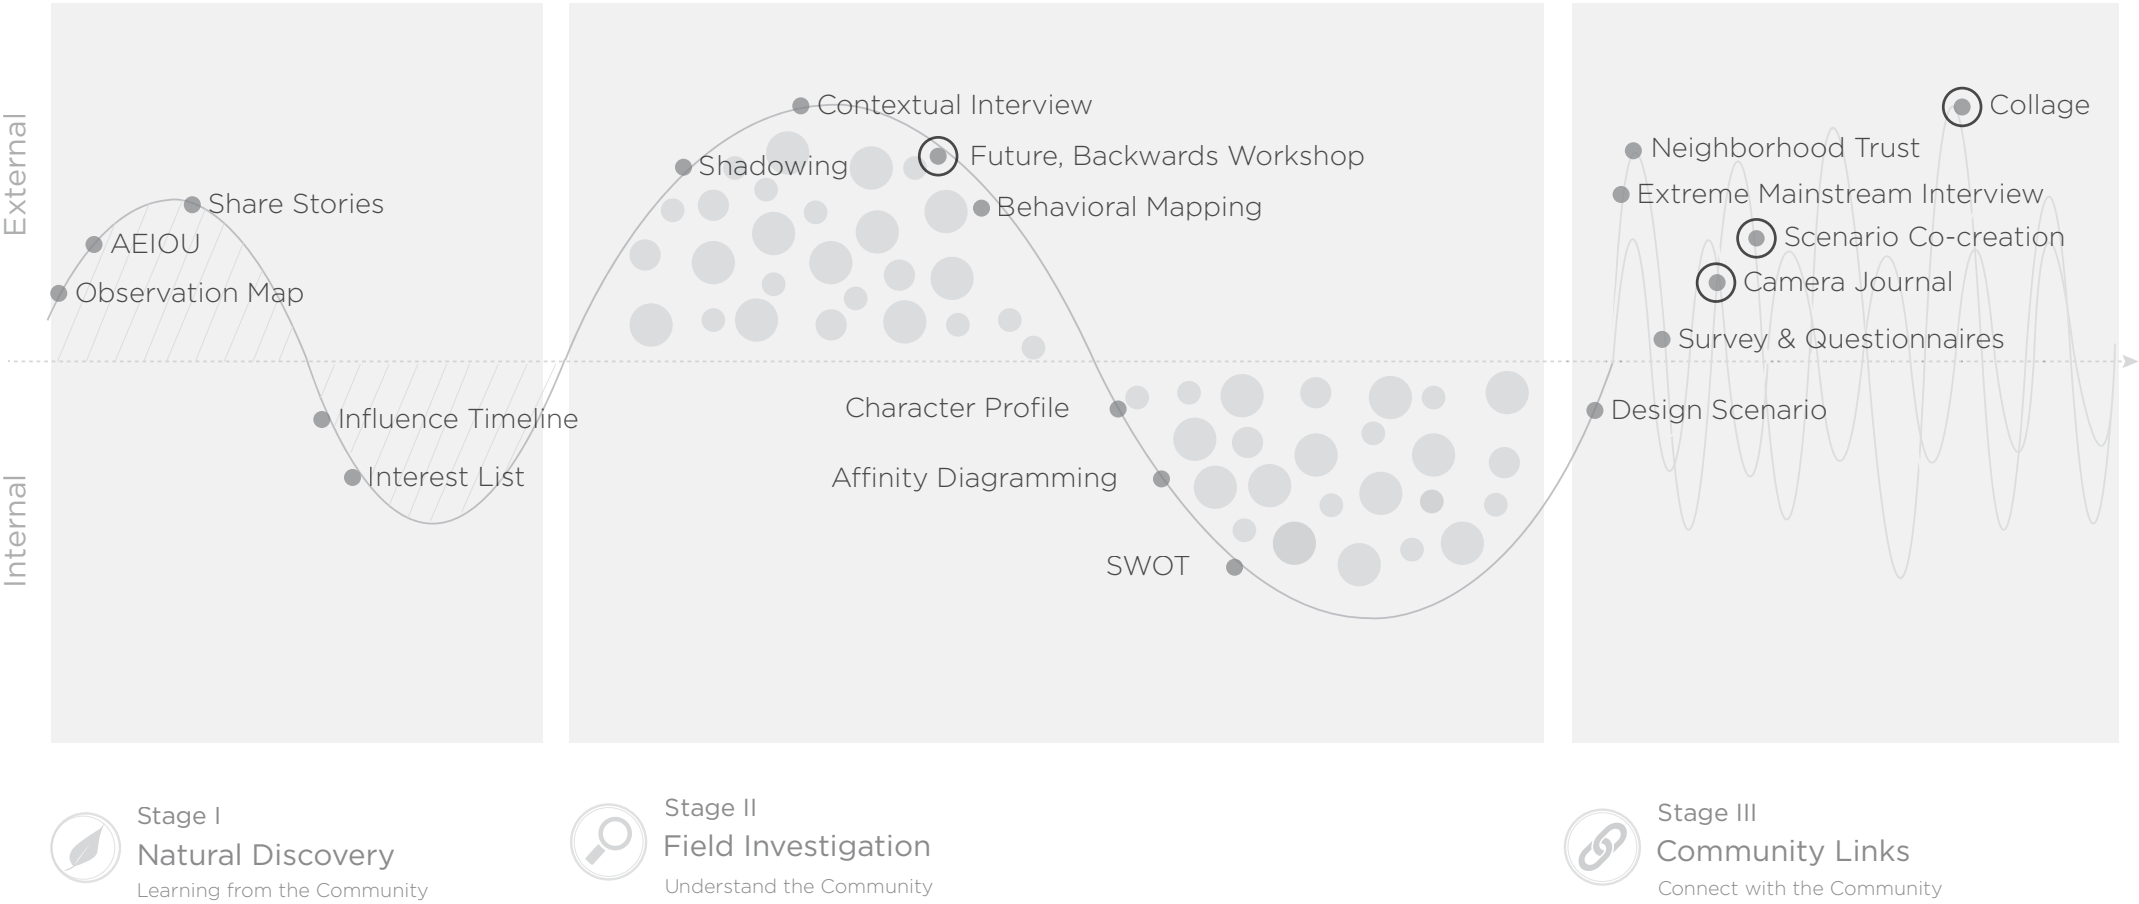 External
Internal
Share Stories
AEIOU
Observation Map
Influence Timeline
Interest List
Contextual Interview
Shadowing
Future, Backwards Workshop
Behavioral Mapping
Character Profile
Affinity Diagramming
SWOT
Collage
Neighborhood Trust
Extreme Mainstream Interview
Scenario Co-creation
Camera Journal
Survey & Questionnaires
Design Scenario
Stage I
Natural Discovery
Learning from the Community
Stage II
Field Investigation
Understand the Community
Stage III
Community Links
Connect with the Community